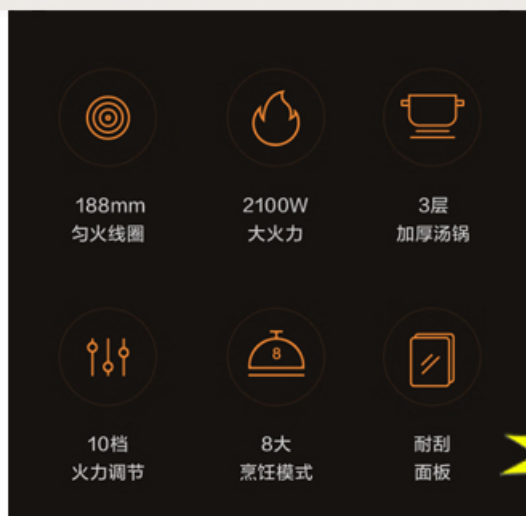 188mm
2100W
3层
匀火线圈
大火力
加厚汤锅
8
10档
8大
耐刮
火力调节
烹饪模式
面板